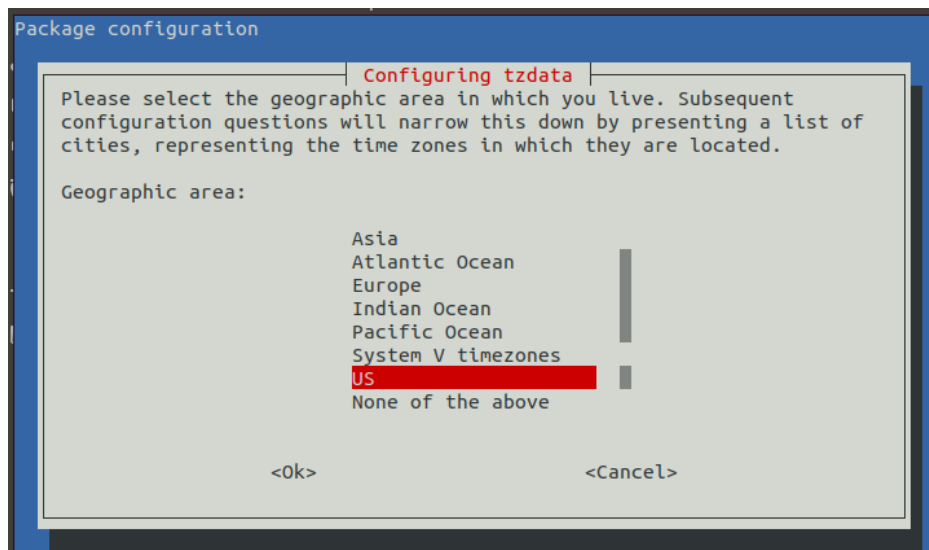 Package configuration
Configuring tzdata
Please select the geographic area in which you live. Subsequent
configuration questions will narrow this down by presenting a list of
cities, representing the time zones in which they are located.
Geographic area:
Asia
Atlantic Ocean
Europe
Indian Ocean
Pacific Ocean
System V timezones
US
None of the above
<Ok> <Cancel>